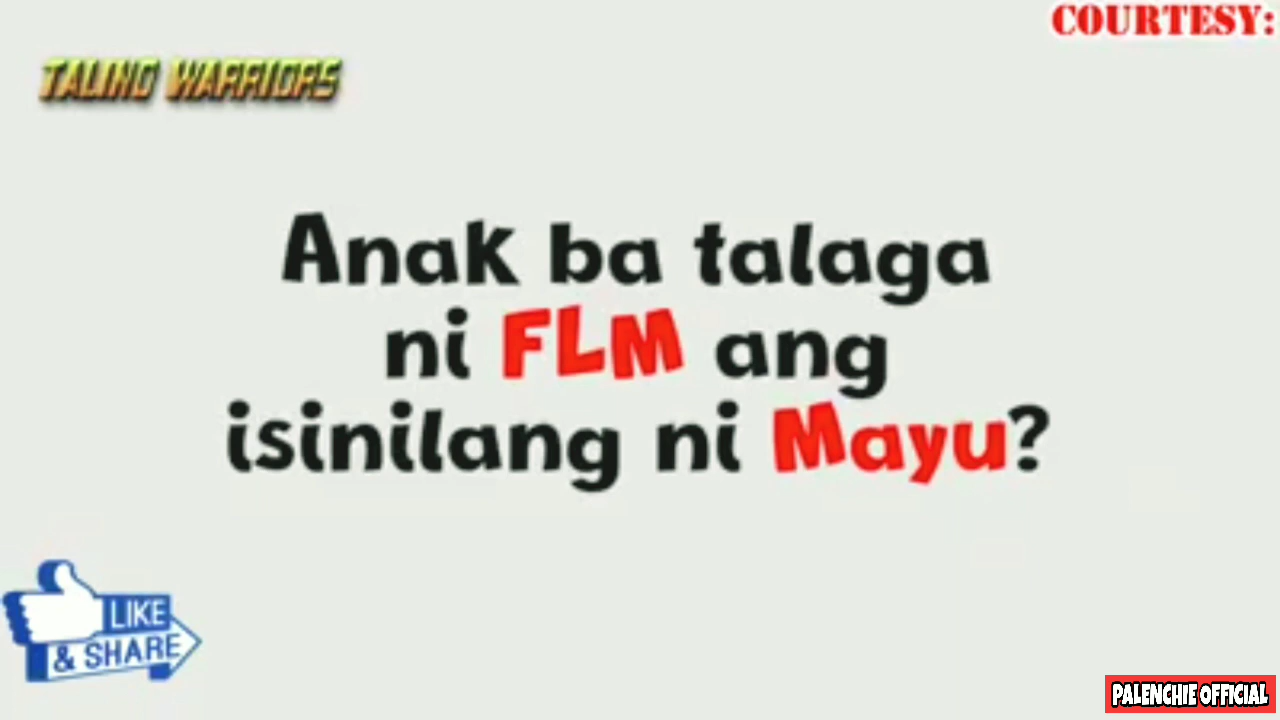 COURTESY:
TALINO WARRIORS
Anak ba talaga
ni FLM ang
isinilang ni Mayu?
LIKE
& SHARE
PALENCHIE OFFICIAL